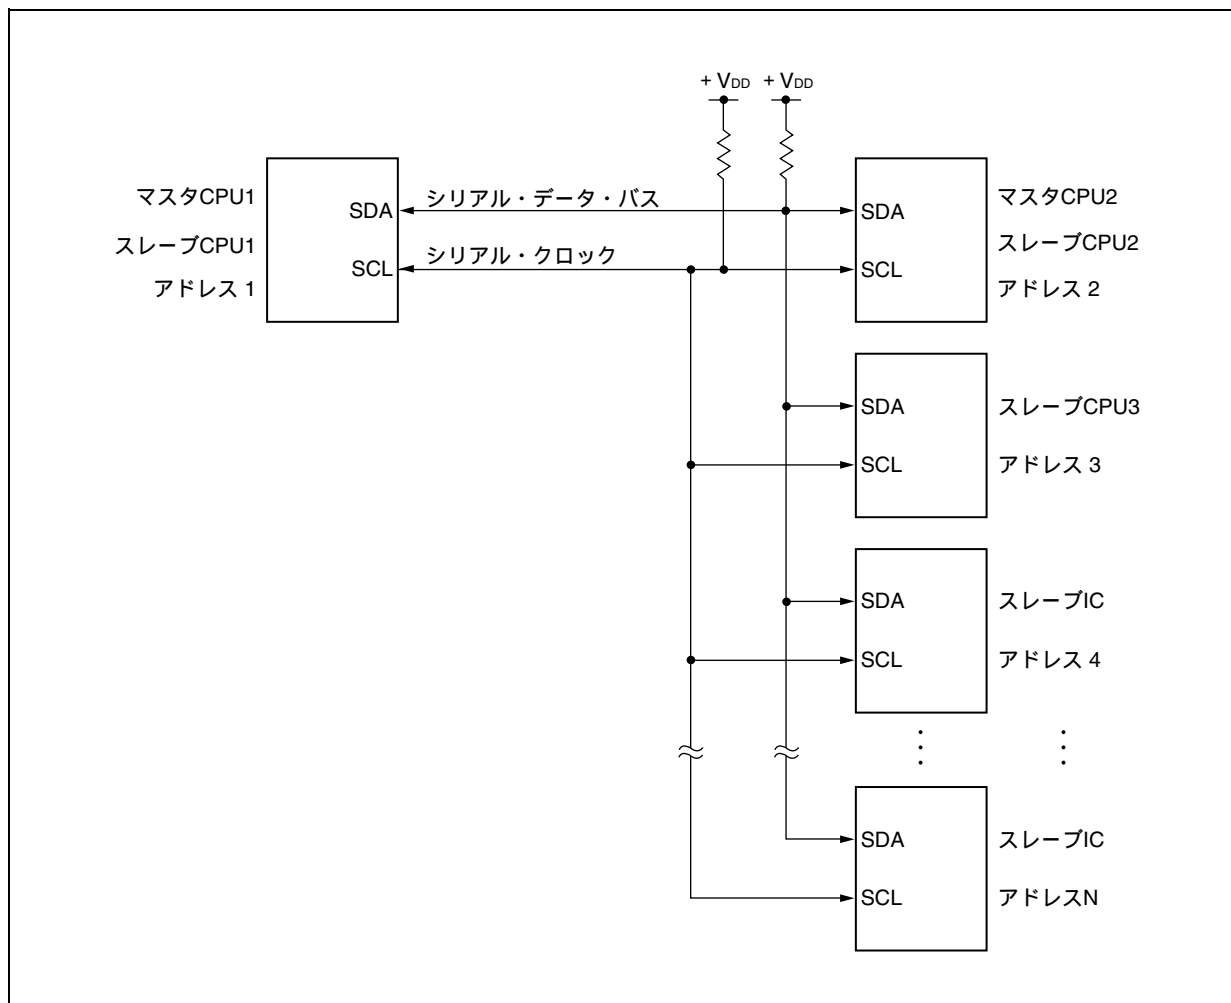 + VDD + VDD
マスタCPU1
スレーブCPU1
アドレス 1
SDA
SCL
シリアル・データ・バス
シリアル・クロック
SDA
SCL
マスタCPU2
スレーブCPU2
アドレス 2
SDA
SCL
スレーブCPU3
アドレス 3
SDA
SCL
スレーブIC
アドレス 4
SDA
SCL
スレーブIC
アドレスN